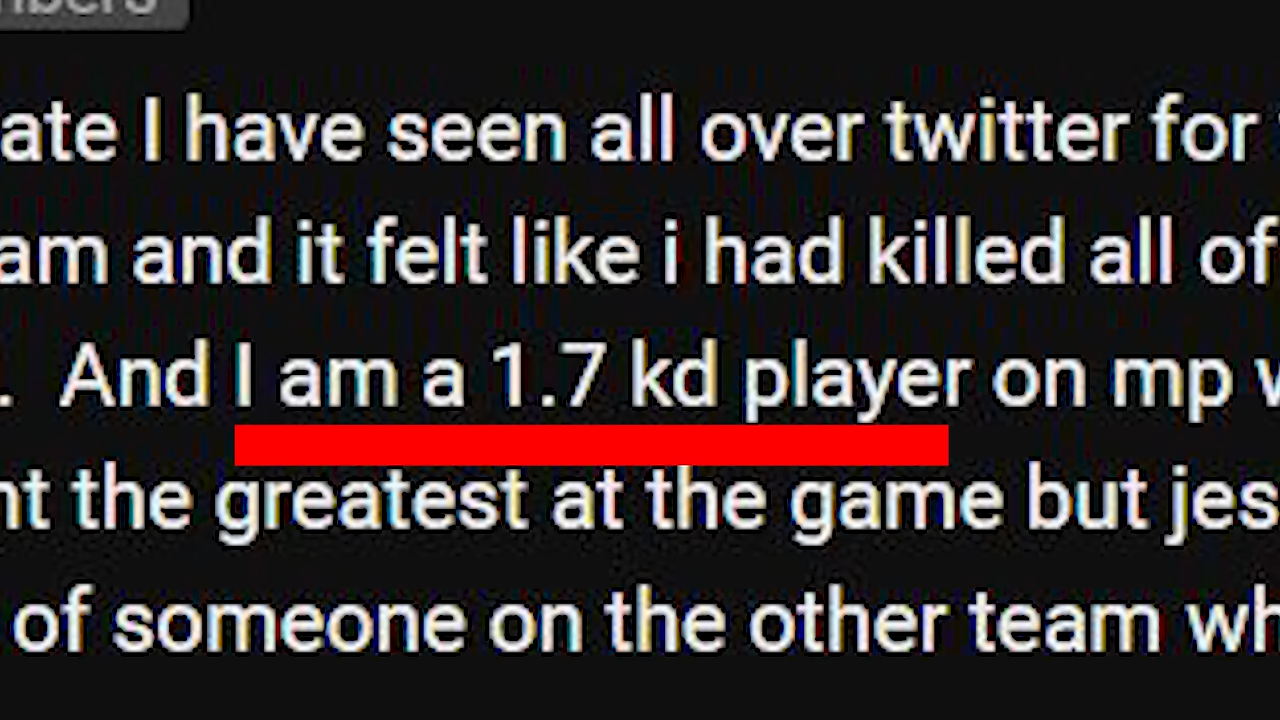 ate I have seen all over twitter for
am and it felt like i had killed all of
. And I am a 1.7 kd player on mp
nt the greatest at the game but jes
of someone on the other team wh